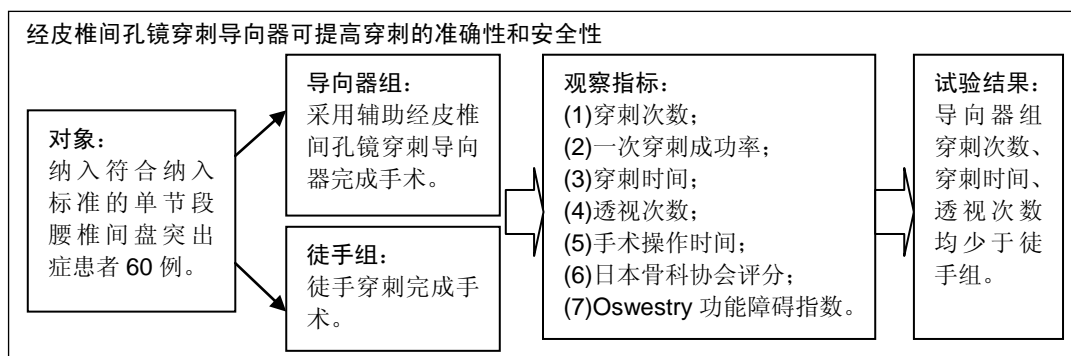 经皮椎间孔镜穿刺导向器可提高穿刺的准确性和安全性
对象：
纳入符合纳入
标准的单节段
腰椎间盘突出
症患者 60 例。
导向器组：
采用辅助经皮椎
间孔镜穿刺导向
器完成手术。
徒手组：
徒手穿刺完成手
术。
观察指标：
(1)穿刺次数；
(2)一次穿刺成功率；
(3)穿刺时间；
(4)透视次数；
(5)手术操作时间；
(6)日本骨科协会评分；
(7)Oswestry 功能障碍指数。
试验结果：
导向器组
穿刺次数、
穿刺时间、
透视次数
均少于徒
手组。